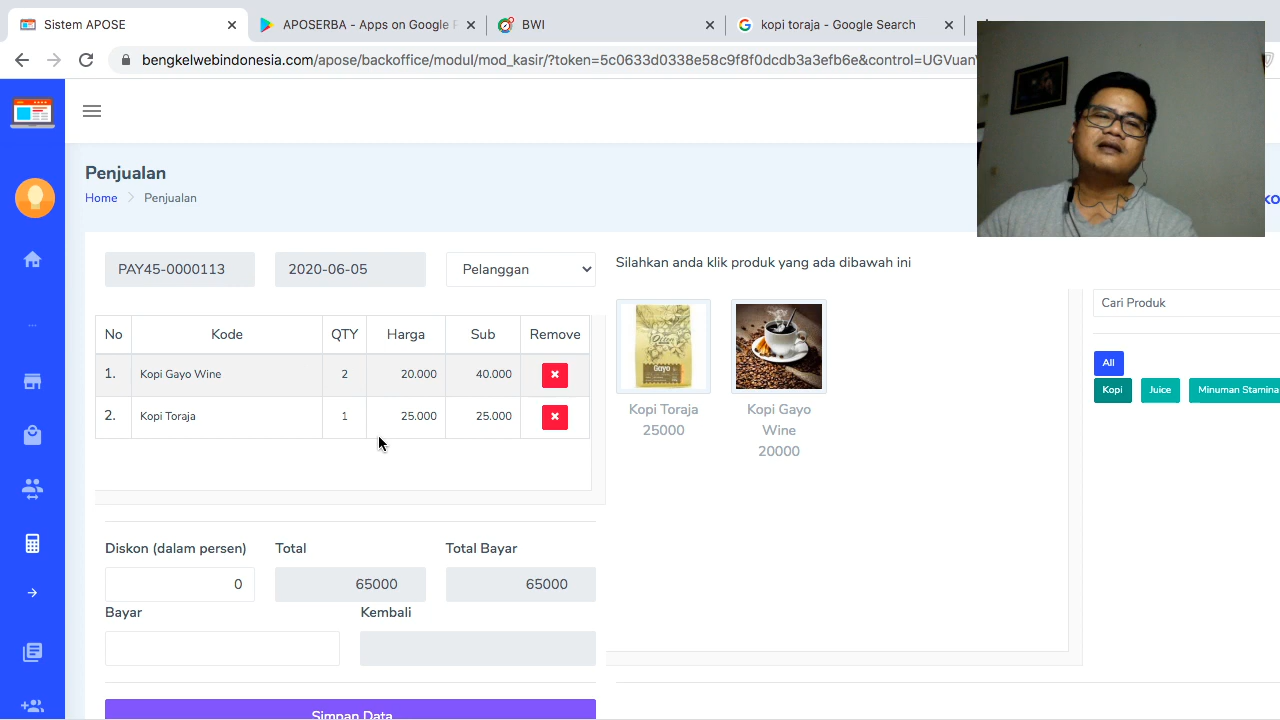 Sistem APOSE
APOSERBA - Apps on Google P
BWI
kopi toraja - Google Search
bengkelwebindonesia.com/apose/backoffice/modul/mod_kasir/?token=5c0633d0338e58c9f8f0dcdb3a3efb6e&control=UGVuan
Penjualan
Home > Penjualan
PAY45-0000113 2020-06-05 Pelanggan
Silahkan anda klik produk yang ada dibawah ini
Cari Produk
No Kode QTY Harga Sub Remove
1. Kopi Gayo Wine 2 20.000 40.000
2. Kopi Toraja 1 25.000 25.000
Gayo
Kopi Toraja
25000
Kopi Gayo
Wine
20000
All
Kopi Juice Minuman Stamina
Diskon (dalam persen) Total Total Bayar
0 65000 65000
Bayar Kembali
Simpan Data